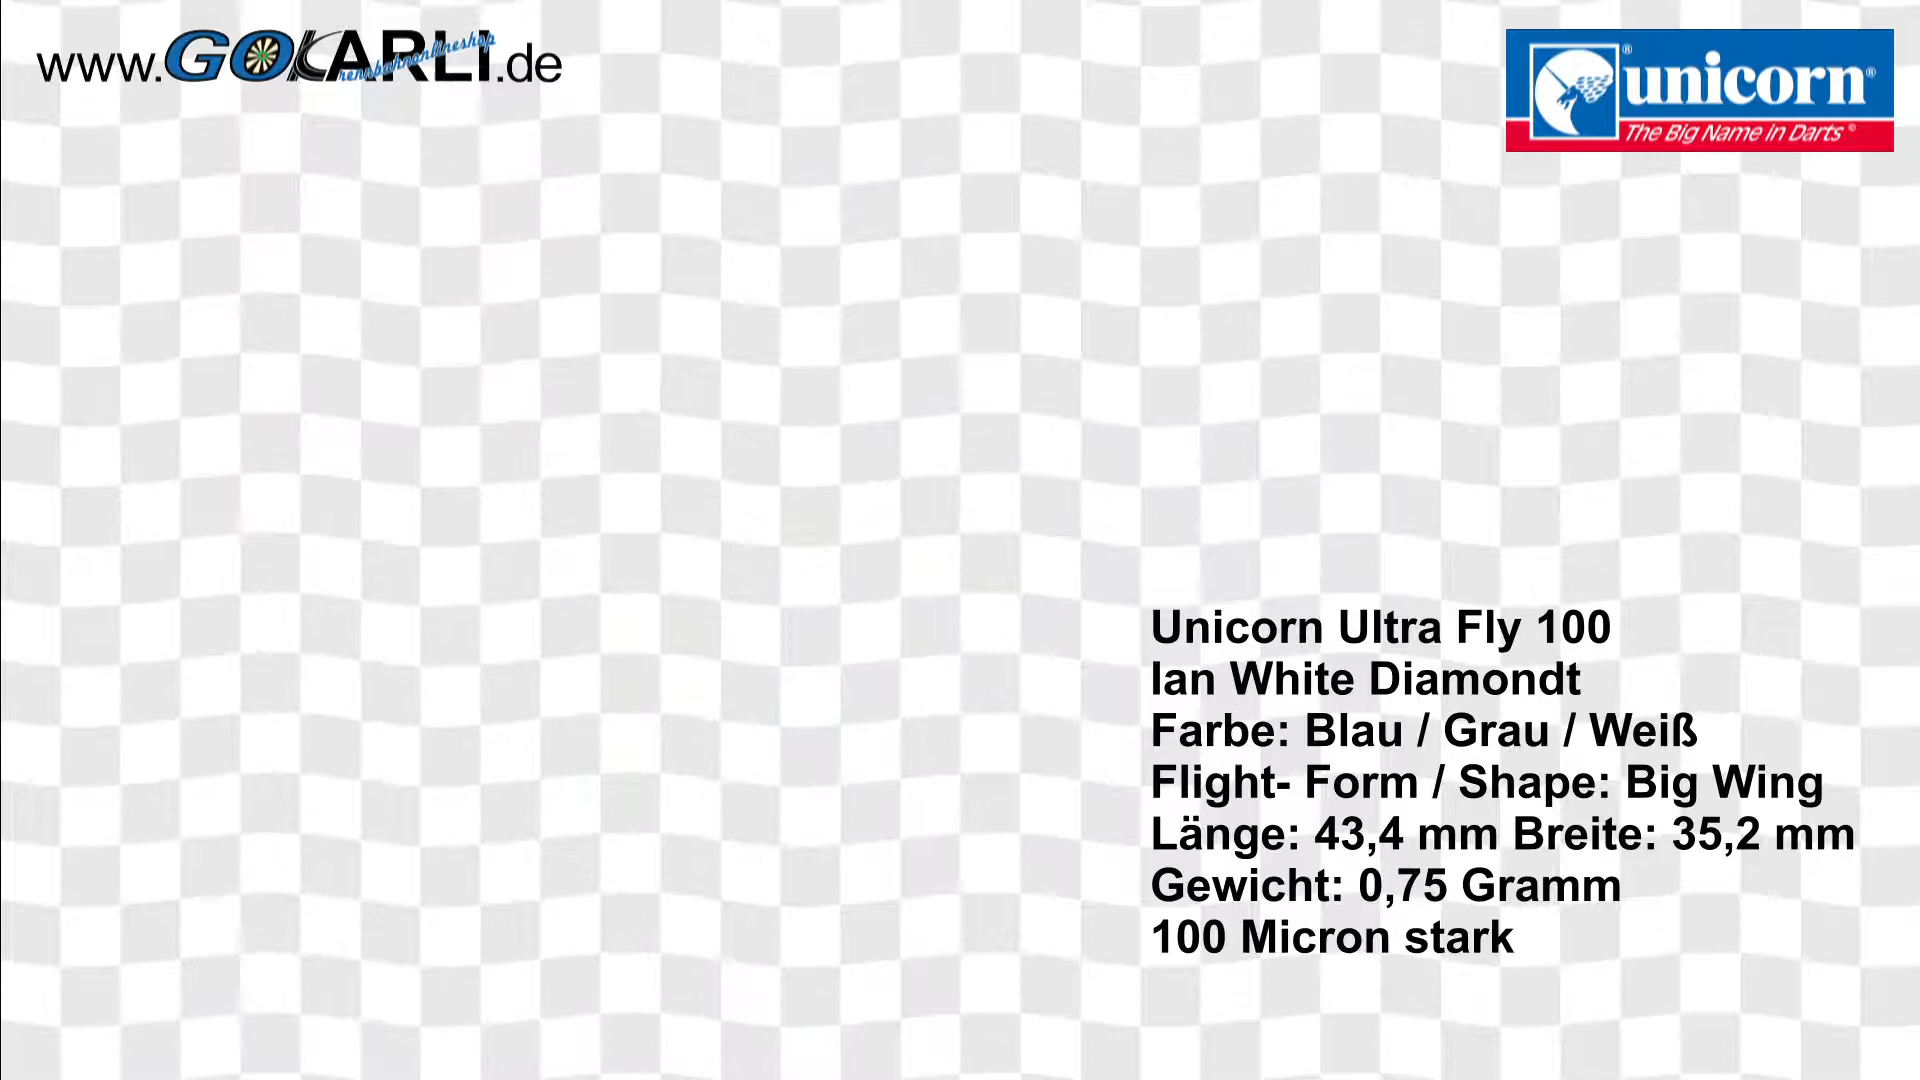 www.GOKARLI.de
rennbahnonlineshop
unicorn®
The Big Name in Darts©
Unicorn Ultra Fly 100
Ian White Diamondt
Farbe: Blau / Grau / Weiß
Flight- Form / Shape: Big Wing
Länge: 43,4 mm Breite: 35,2 mm
Gewicht: 0,75 Gramm
100 Micron stark